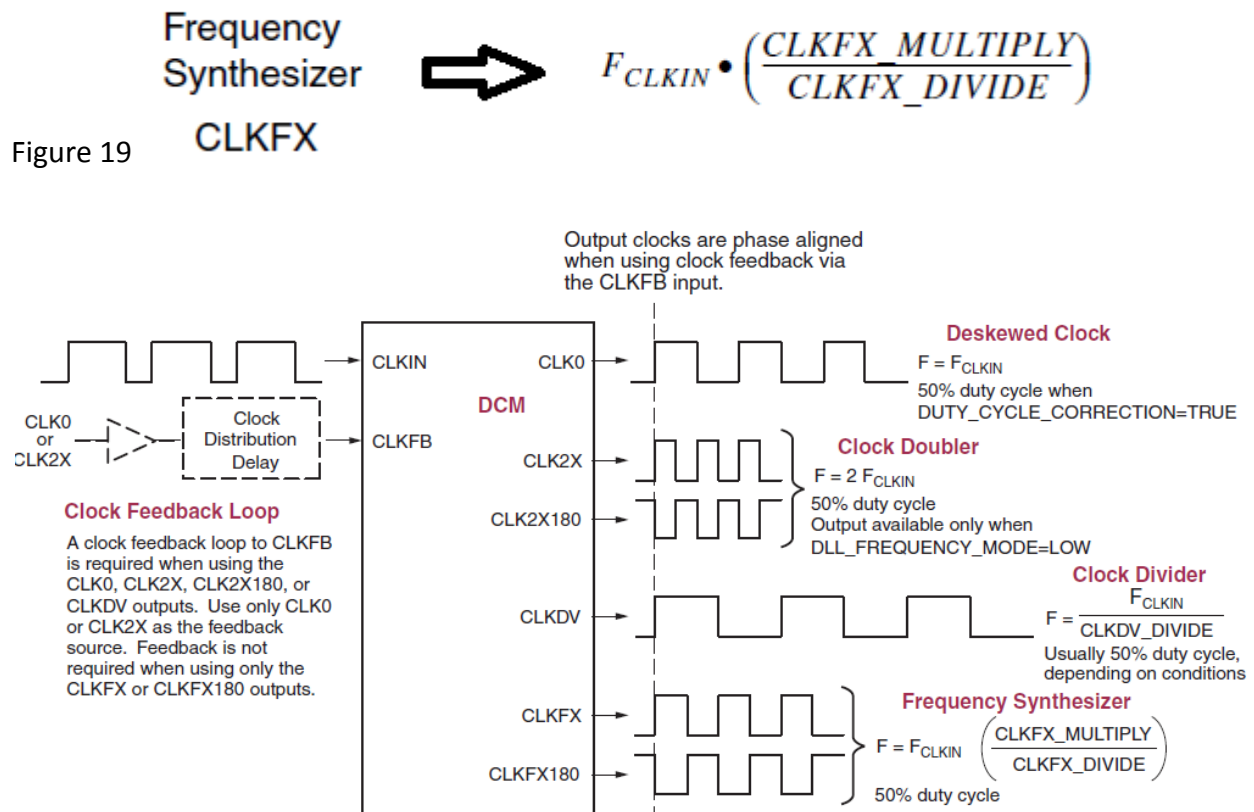 Frequency
Synthesizer
CLKFX
F_CLKIN • (CLKFX_MULTIPLY / CLKFX_DIVIDE)
Figure 19
Output clocks are phase aligned
when using clock feedback via
the CLKFB input.
CLKIN
CLK0
or
CLK2X
Clock
Distribution
Delay
CLKFB
Clock Feedback Loop
A clock feedback loop to CLKFB
is required when using the
CLK0, CLK2X, CLK2X180, or
CLKDV outputs. Use only CLK0
or CLK2X as the feedback
source. Feedback is not
required when using only the
CLKFX or CLKFX180 outputs.
DCM
CLK0
Deskewed Clock
F = F_CLKIN
50% duty cycle when
DUTY_CYCLE_CORRECTION=TRUE
CLK2X
CLK2X180
Clock Doubler
F = 2 F_CLKIN
50% duty cycle
Output available only when
DLL_FREQUENCY_MODE=LOW
CLKDV
Clock Divider
F = F_CLKIN / CLKDV_DIVIDE
Usually 50% duty cycle,
depending on conditions
CLKFX
CLKFX180
Frequency Synthesizer
F = F_CLKIN (CLKFX_MULTIPLY / CLKFX_DIVIDE)
50% duty cycle